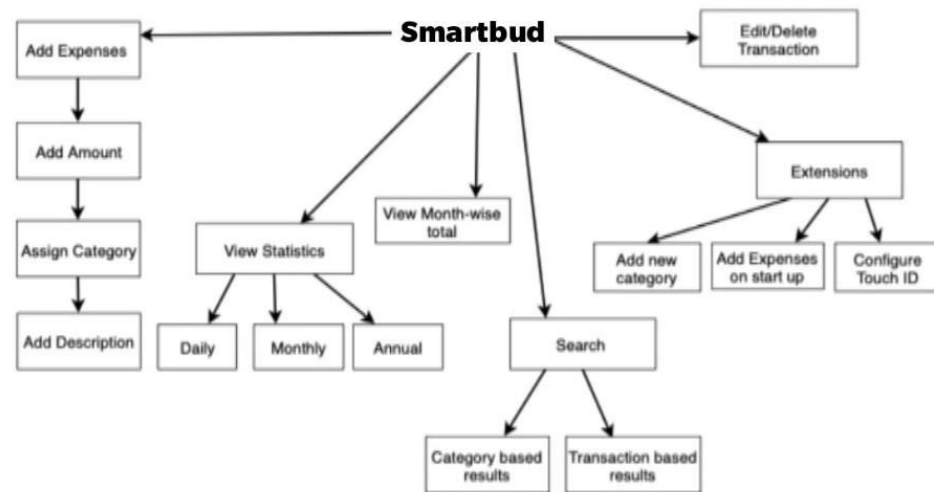 Smartbud
Add Expenses
Add Amount
Assign Category
Add Description
View Statistics
Daily
Monthly
Annual
View Month-wise
total
Search
Category based
results
Transaction based
results
Edit/Delete
Transaction
Extensions
Add new
category
Add Expenses
on start up
Configure
Touch ID